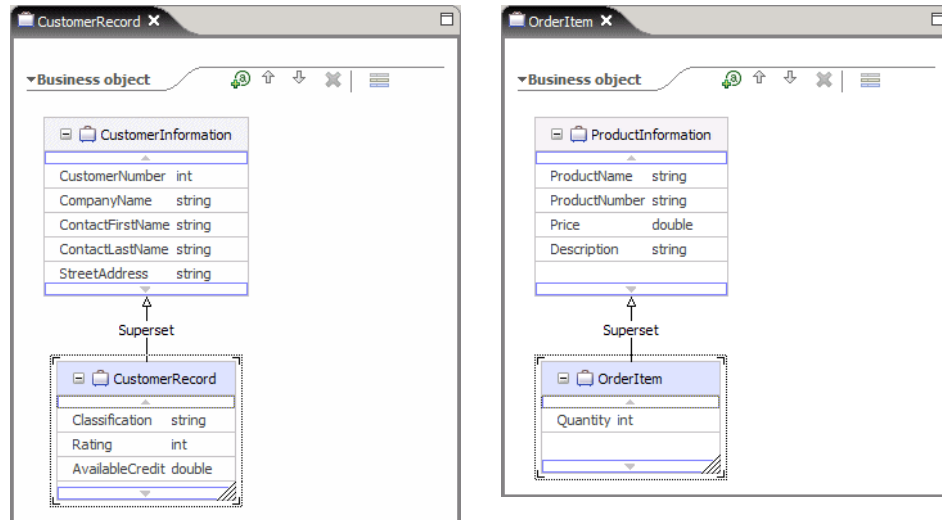 CustomerRecord
Business object
CustomerInformation
CustomerNumber int
CompanyName string
ContactFirstName string
ContactLastName string
StreetAddress string
Superset
CustomerRecord
Classification string
Rating int
AvailableCredit double
OrderItem
Business object
ProductInformation
ProductName string
ProductNumber string
Price double
Description string
Superset
OrderItem
Quantity int